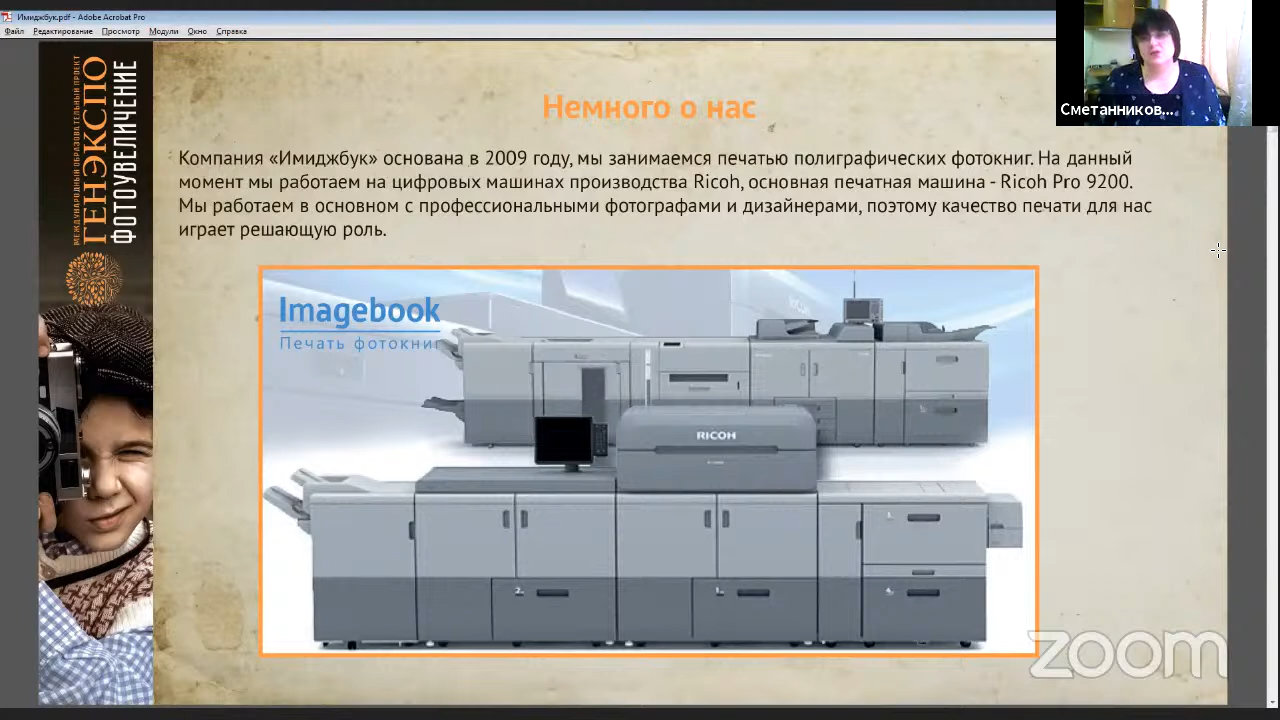 Имиджбук.pdf - Adobe Acrobat Pro
Файл Редактирование Просмотр Модули Окно Справка
Сметанников...
МЕЖДУНАРОДНЫЙ ОБРАЗОВАТЕЛЬНЫЙ ПРОЕКТ
ГЕНЭКСПО
ФОТОУВЕЛИЧЕНИЕ
Немного о нас
Компания «Имиджбук» основана в 2009 году, мы занимаемся печатью полиграфических фотокниг. На данный
момент мы работаем на цифровых машинах производства Ricoh, основная печатная машина - Ricoh Pro 9200.
Мы работаем в основном с профессиональными фотографами и дизайнерами, поэтому качество печати для нас
играет решающую роль.
Imagebook
Печать фотокниг
RICOH
zoom